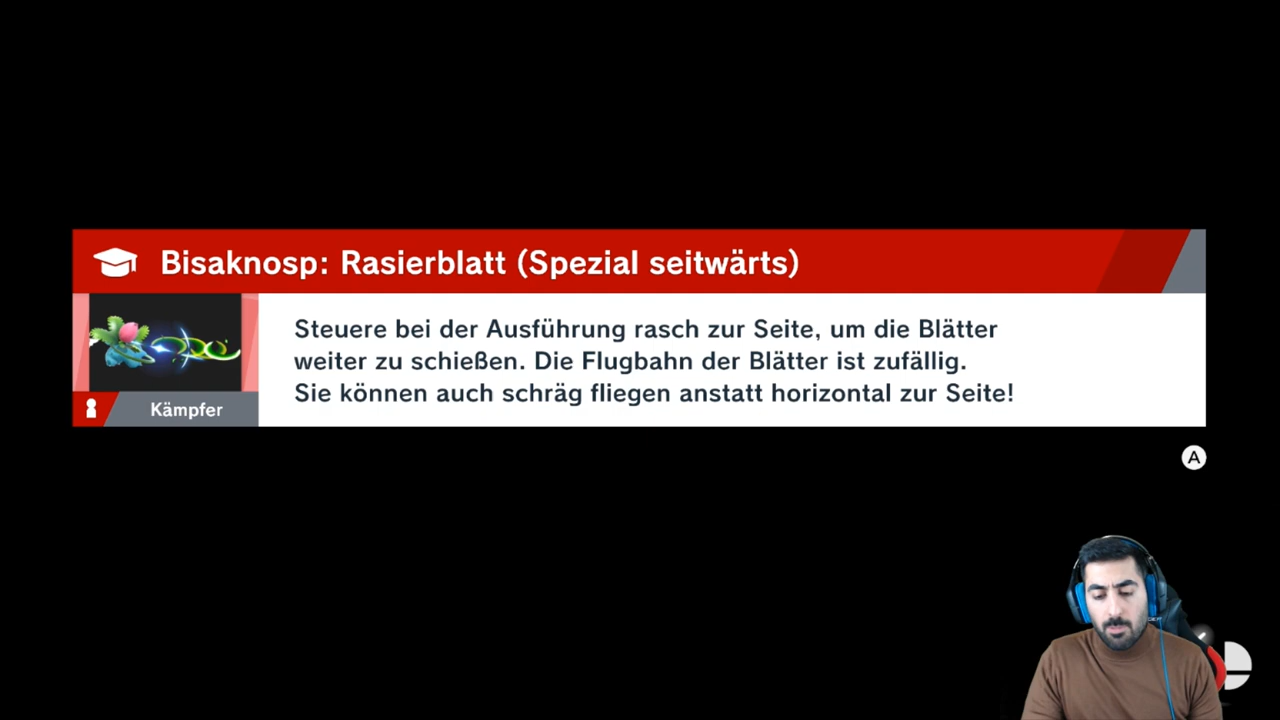 Bisaknosp: Rasierblatt (Spezial seitwärts)
Steuere bei der Ausführung rasch zur Seite, um die Blätter
weiter zu schießen. Die Flugbahn der Blätter ist zufällig.
Sie können auch schräg fliegen anstatt horizontal zur Seite!
Kämpfer
A